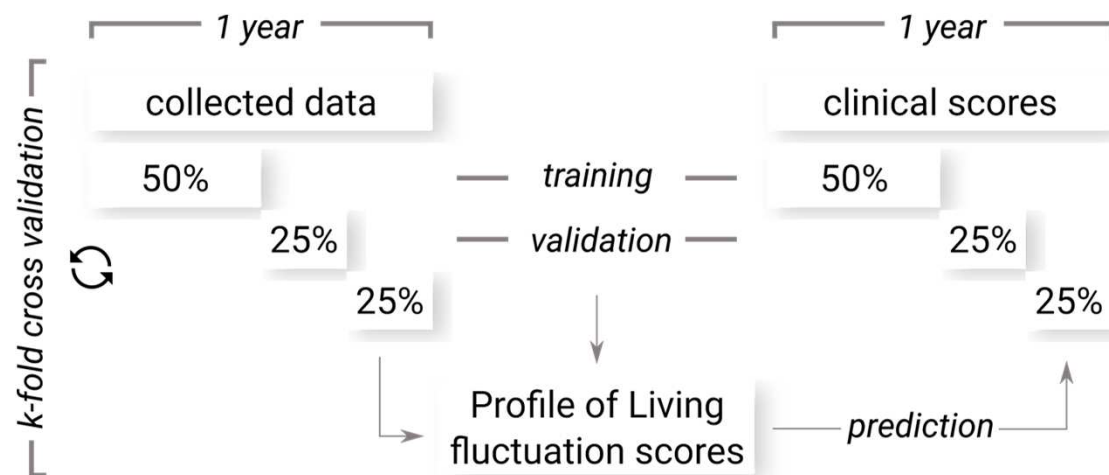 1 year
1 year
k-fold cross validation
collected data
clinical scores
50%
training
50%
25%
validation
25%
25%
25%
Profile of Living
fluctuation scores
prediction